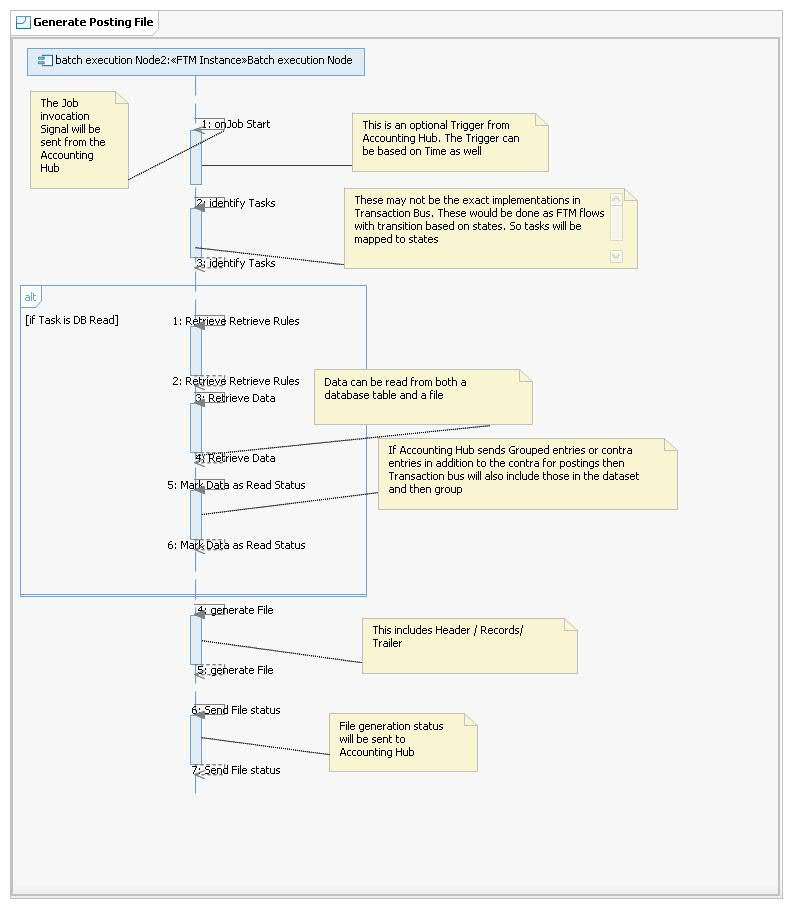 Generate Posting File
batch execution Node2:«FTM Instance»Batch execution Node
The Job
invocation
Signal will be
sent from the
Accounting
Hub
1: onJob Start
This is an optional Trigger from
Accounting Hub. The Trigger can
be based on Time as well
2: identify Tasks
These may not be the exact implementations in
Transaction Bus. These would be done as FTM flows
with transition based on states. So tasks will be
mapped to states
3: identify Tasks
alt
[if Task is DB Read]
1: Retrieve Retrieve Rules
2: Retrieve Retrieve Rules
3: Retrieve Data
Data can be read from both a
database table and a file
4: Retrieve Data
If Accounting Hub sends Grouped entries or contra
entries in addition to the contra for postings then
Transaction bus will also include those in the dataset
and then group
5: Mark Data as Read Status
6: Mark Data as Read Status
4: generate File
This includes Header / Records/
Trailer
5: generate File
6: Send File status
File generation status
will be sent to
Accounting Hub
7: Send File status